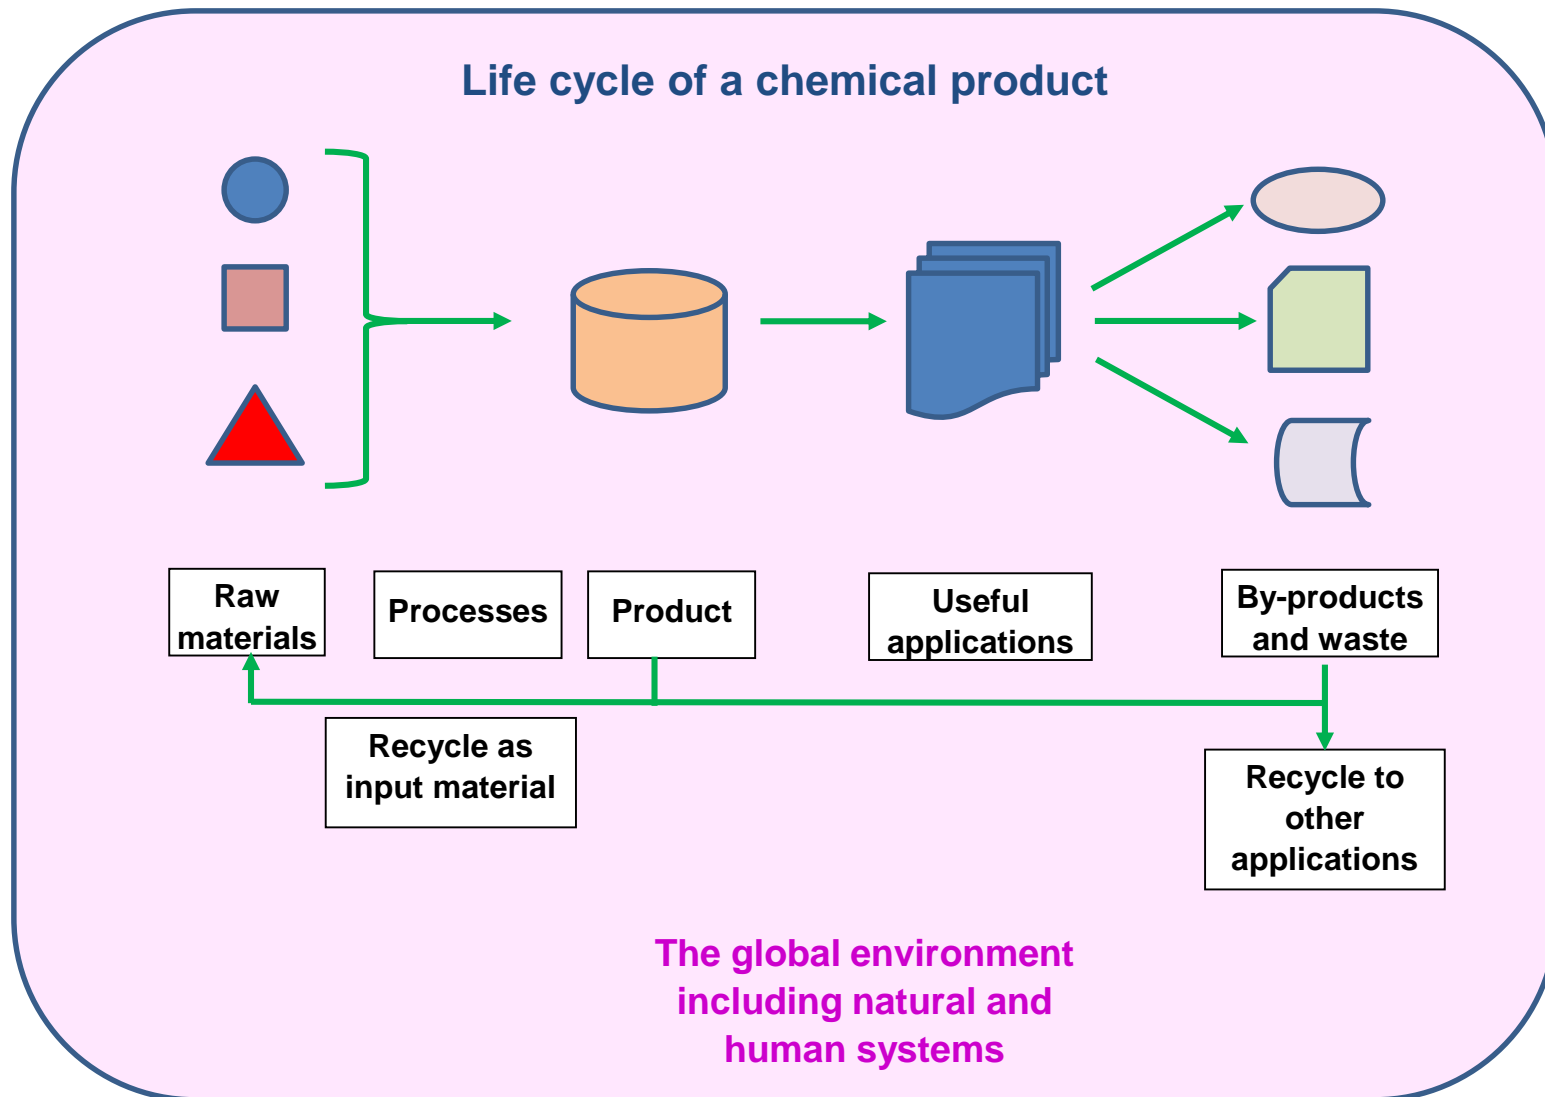 Life cycle of a chemical product
Raw
materials
Processes
Product
Useful
applications
By-products
and waste
Recycle as
input material
Recycle to
other
applications
The global environment
including natural and
human systems